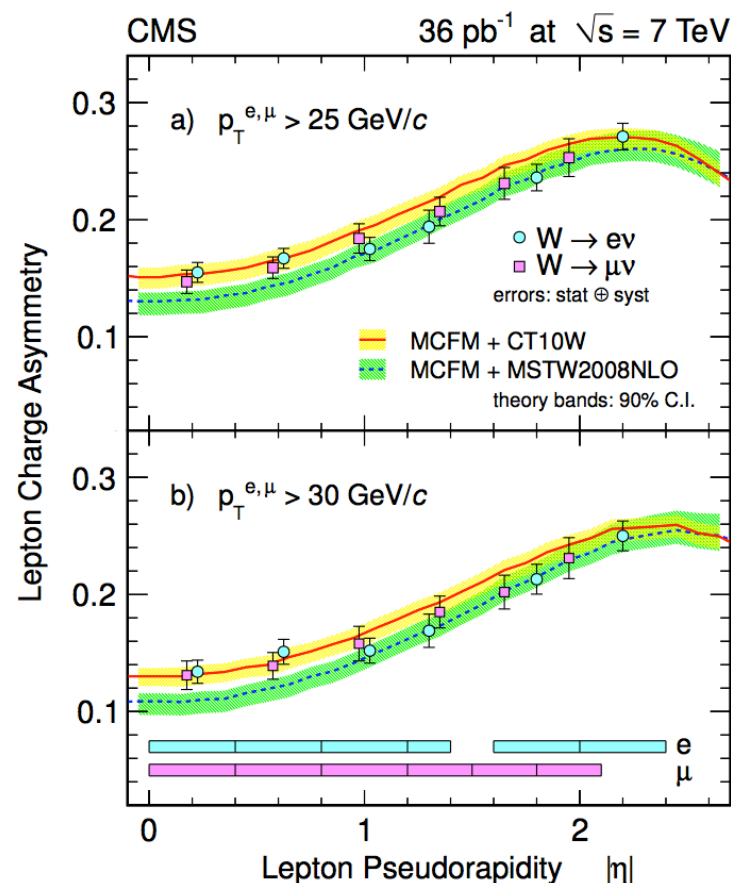 CMS 36 pb⁻¹ at √s = 7 TeV
a) p_T^{e,μ} > 25 GeV/c
0.3
0.2
0.1
W → eν
W → μν
errors: stat ⊕ syst
MCFM + CT10W
MCFM + MSTW2008NLO
theory bands: 90% C.I.
Lepton Charge Asymmetry
b) p_T^{e,μ} > 30 GeV/c
0.3
0.2
0.1
e
μ
0 1 2
Lepton Pseudorapidity |η|